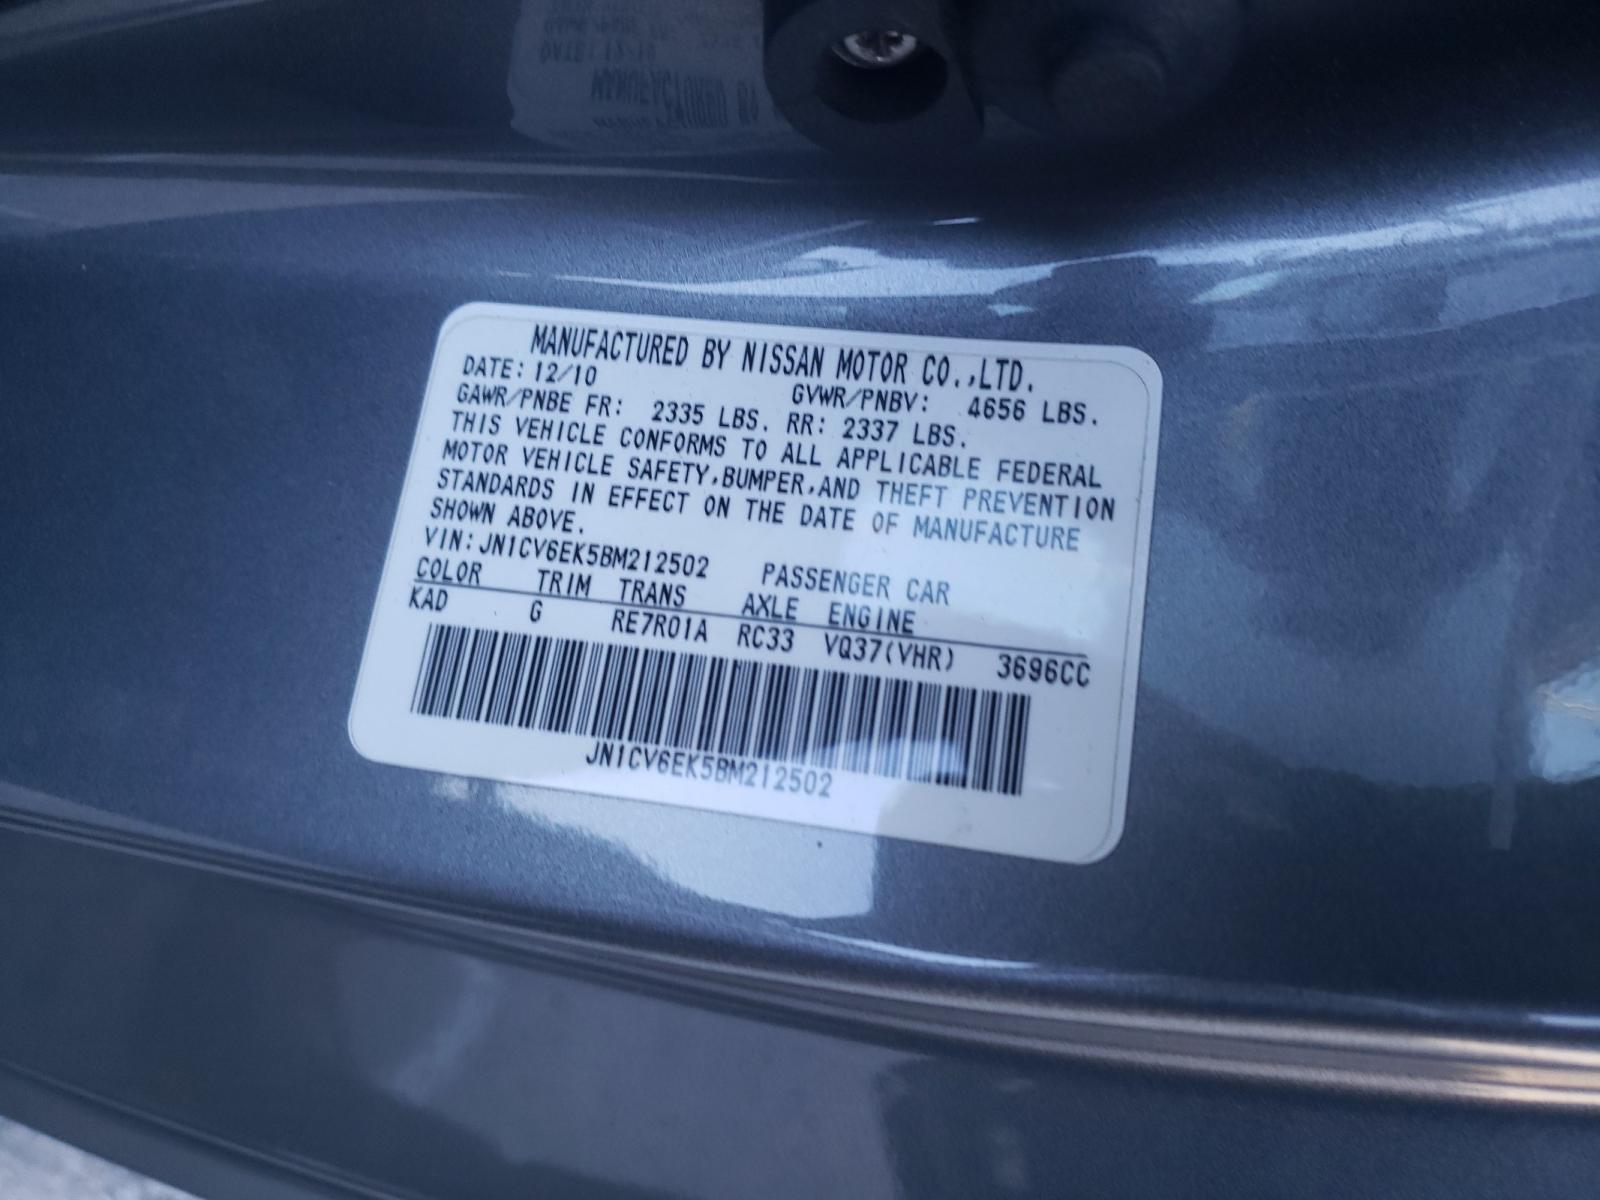 MANUFACTURED BY NISSAN MOTOR CO.,LTD.
DATE: 12/10 GVWR/PNBV: 4656 LBS.
GAWR/PNBE FR: 2335 LBS. RR: 2337 LBS.
THIS VEHICLE CONFORMS TO ALL APPLICABLE FEDERAL
MOTOR VEHICLE SAFETY,BUMPER,AND THEFT PREVENTION
STANDARDS IN EFFECT ON THE DATE OF MANUFACTURE
SHOWN ABOVE.
VIN: JN1CV6EK5BM212502 PASSENGER CAR
COLOR TRIM TRANS AXLE ENGINE
KAD G RE7R01A RC33 VQ37(VHR) 3696CC
JN1CV6EK5BM212502